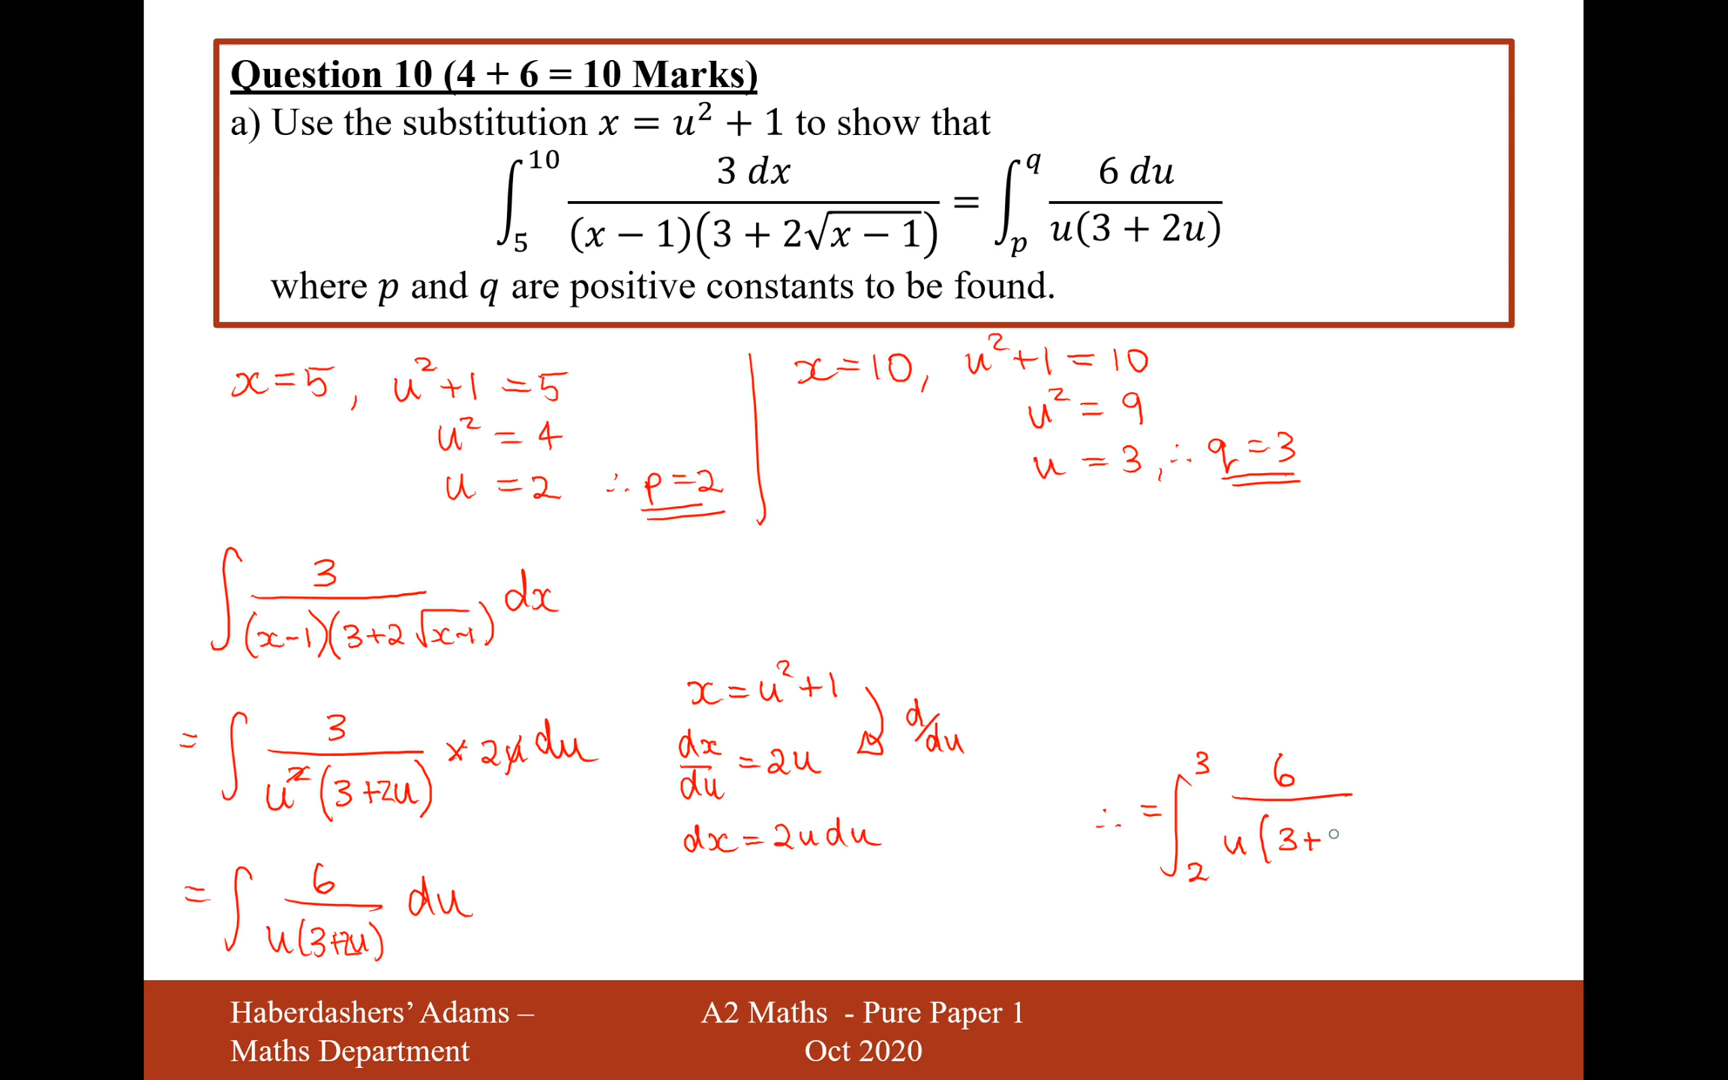 Question 10 (4 + 6 = 10 Marks)
a) Use the substitution x = u² + 1 to show that
∫₅¹⁰ 3 dx / ((x − 1)(3 + 2√(x − 1))) = ∫ₚ^q 6 du / (u(3 + 2u))
where p and q are positive constants to be found.
x=5, u²+1=5
u²=4
u=2 ∴ p=2
x=10, u²+1=10
u²=9
u=3, ∴ q=3
∫ 3/((x-1)(3+2√(x-1))) dx
= ∫ 3/(u²(3+2u)) × 2u du
= ∫ 6/(u(3+2u)) du
x=u²+1
dx/du = 2u
d/du
dx=2udu
∴ = ∫₂³ 6/(u(3+
Haberdashers’ Adams –
Maths Department
A2 Maths - Pure Paper 1
Oct 2020